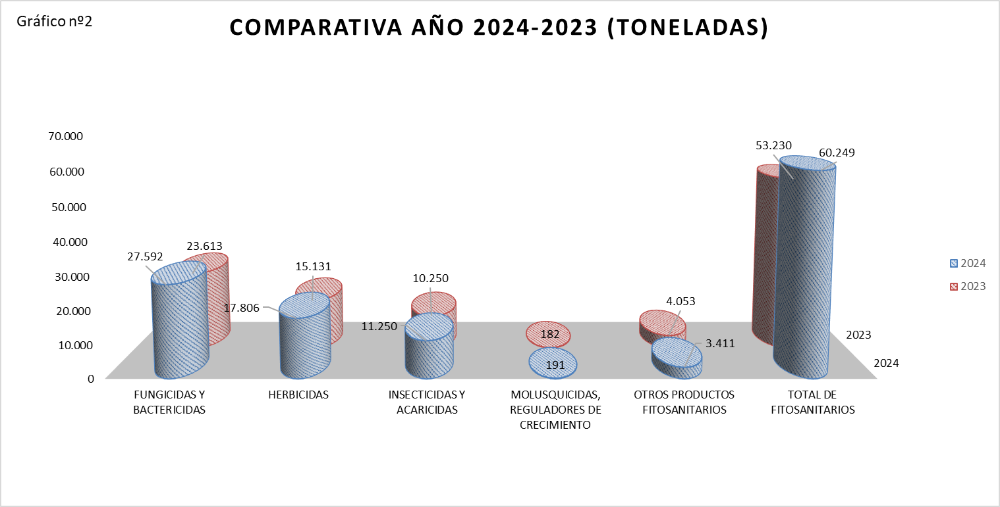 Gráfico nº2
COMPARATIVA AÑO 2024-2023 (TONELADAS)
70.000
60.000
50.000
40.000
30.000
20.000
10.000
0
27.592
23.613
17.806
15.131
11.250
10.250
191
182
3.411
4.053
53.230
60.249
2023
2024
FUNGICIDAS Y
BACTERICIDAS
HERBICIDAS
INSECTICIDAS Y
ACARICIDAS
MOLUSQUICIDAS,
REGULADORES DE
CRECIMIENTO
OTROS PRODUCTOS
FITOSANITARIOS
TOTAL DE
FITOSANITARIOS
2024
2023